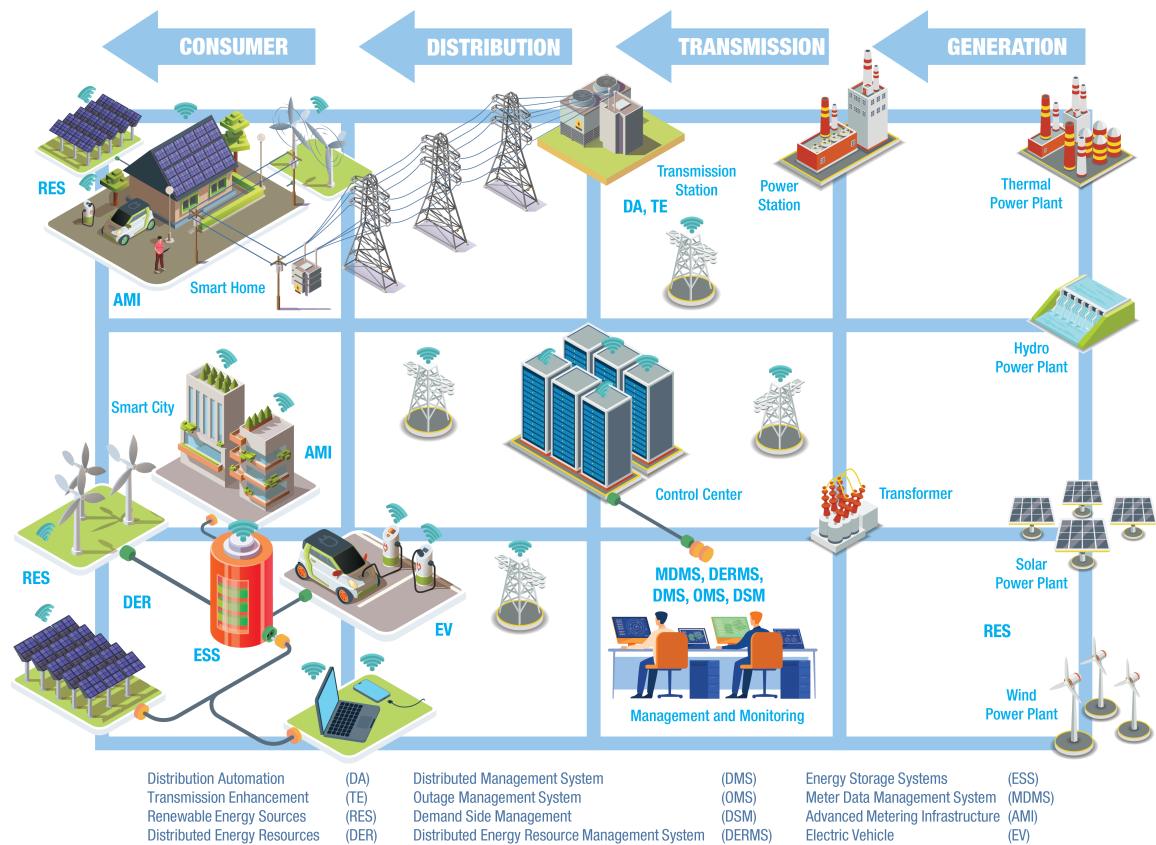 CONSUMER
DISTRIBUTION
TRANSMISSION
GENERATION
RES
AMI
Smart Home
Transmission
Station
DA, TE
Power
Station
Thermal
Power Plant
Hydro
Power Plant
Smart City
AMI
Control Center
Transformer
RES
DER
ESS
EV
MDMS, DERMS,
DMS, OMS, DSM
Management and Monitoring
Solar
Power Plant
RES
Wind
Power Plant
Distribution Automation (DA)
Transmission Enhancement (TE)
Renewable Energy Sources (RES)
Distributed Energy Resources (DER)
Distributed Management System (DMS)
Outage Management System (OMS)
Demand Side Management (DSM)
Distributed Energy Resource Management System (DERMS)
Energy Storage Systems (ESS)
Meter Data Management System (MDMS)
Advanced Metering Infrastructure (AMI)
Electric Vehicle (EV)